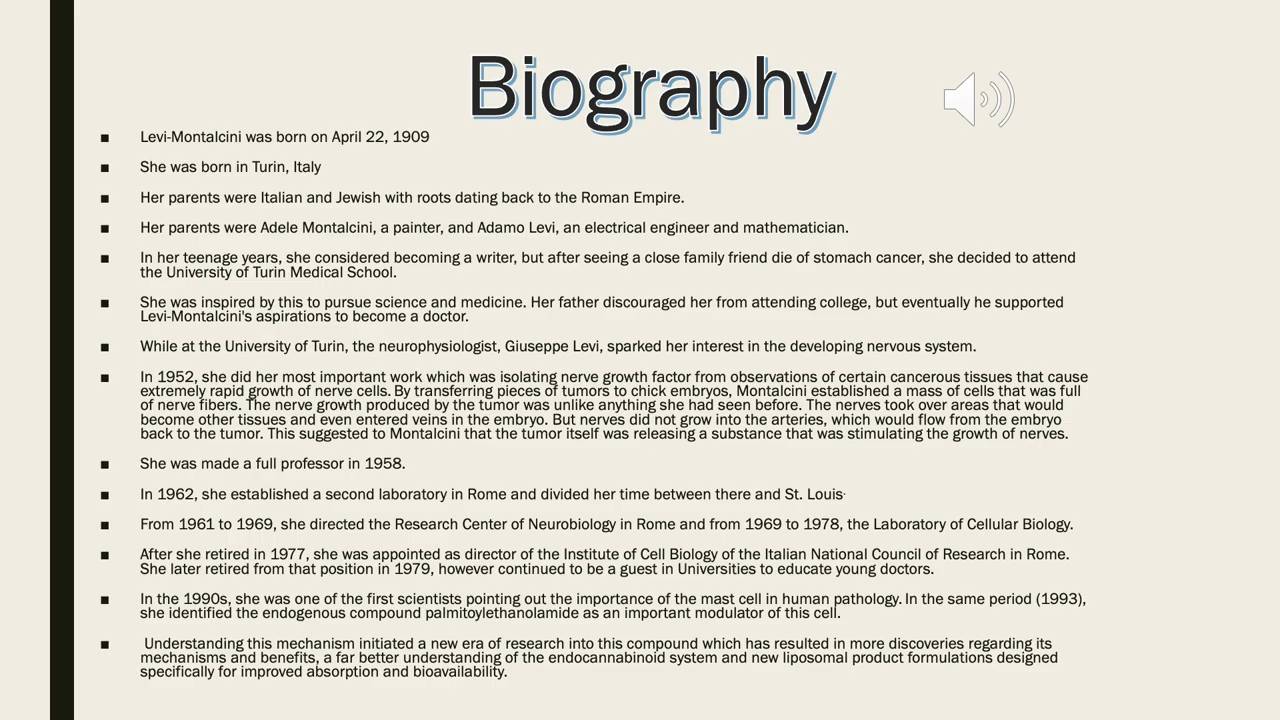 Biography
■ Levi-Montalcini was born on April 22, 1909
■ She was born in Turin, Italy
■ Her parents were Italian and Jewish with roots dating back to the Roman Empire.
■ Her parents were Adele Montalcini, a painter, and Adamo Levi, an electrical engineer and mathematician.
■ In her teenage years, she considered becoming a writer, but after seeing a close family friend die of stomach cancer, she decided to attend
the University of Turin Medical School.
■ She was inspired by this to pursue science and medicine. Her father discouraged her from attending college, but eventually he supported
Levi-Montalcini's aspirations to become a doctor.
■ While at the University of Turin, the neurophysiologist, Giuseppe Levi, sparked her interest in the developing nervous system.
■ In 1952, she did her most important work which was isolating nerve growth factor from observations of certain cancerous tissues that cause
extremely rapid growth of nerve cells. By transferring pieces of tumors to chick embryos, Montalcini established a mass of cells that was full
of nerve fibers. The nerve growth produced by the tumor was unlike anything she had seen before. The nerves took over areas that would
become other tissues and even entered veins in the embryo. But nerves did not grow into the arteries, which would flow from the embryo
back to the tumor. This suggested to Montalcini that the tumor itself was releasing a substance that was stimulating the growth of nerves.
■ She was made a full professor in 1958.
■ In 1962, she established a second laboratory in Rome and divided her time between there and St. Louis.
■ From 1961 to 1969, she directed the Research Center of Neurobiology in Rome and from 1969 to 1978, the Laboratory of Cellular Biology.
■ After she retired in 1977, she was appointed as director of the Institute of Cell Biology of the Italian National Council of Research in Rome.
She later retired from that position in 1979, however continued to be a guest in Universities to educate young doctors.
■ In the 1990s, she was one of the first scientists pointing out the importance of the mast cell in human pathology. In the same period (1993),
she identified the endogenous compound palmitoylethanolamide as an important modulator of this cell.
■ Understanding this mechanism initiated a new era of research into this compound which has resulted in more discoveries regarding its
mechanisms and benefits, a far better understanding of the endocannabinoid system and new liposomal product formulations designed
specifically for improved absorption and bioavailability.